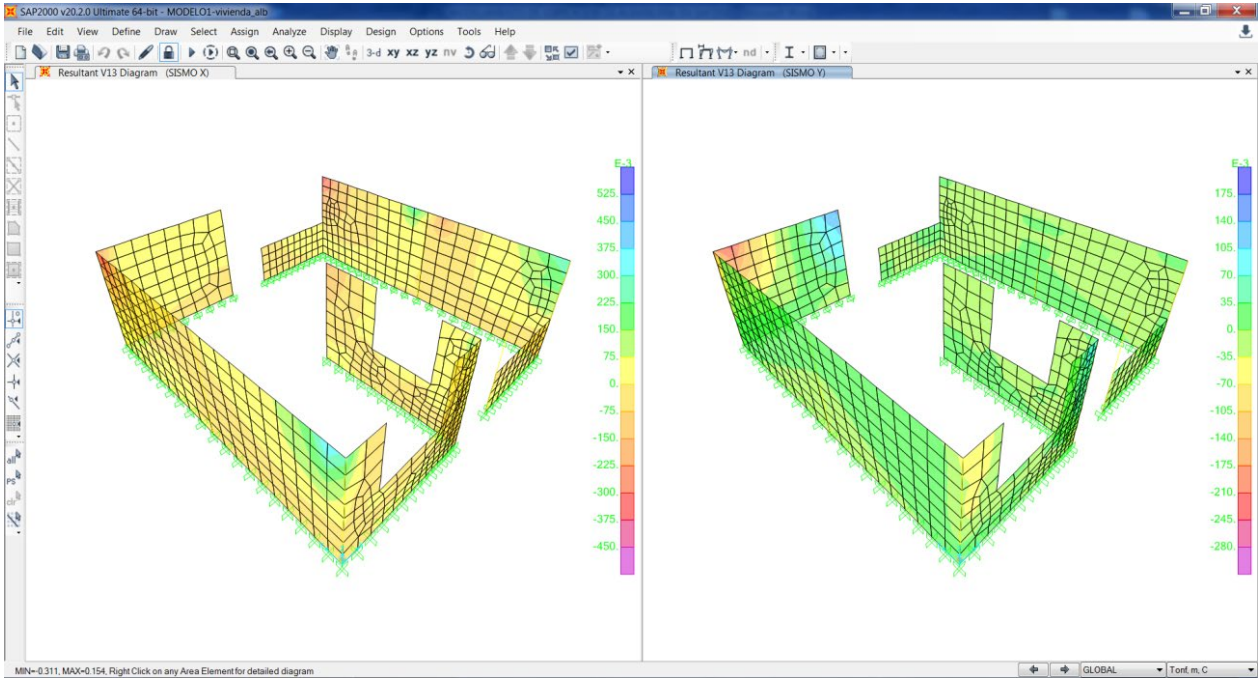 SAP2000 v20.2.0 Ultimate 64-bit - MODELO1-vivienda_alb
File Edit View Define Draw Select Assign Analyze Display Design Options Tools Help
3-d xy xz yz nv
nd
Resultant V13 Diagram (SISMO X)
Resultant V13 Diagram (SISMO Y)
E-3
525.
450.
375.
300.
225.
150.
75.
0.
-75.
-150.
-225.
-300.
-375.
-450.
E-3
175.
140.
105.
70.
35.
0.
-35.
-70.
-105.
-140.
-175.
-210.
-245.
-280.
all
PS
clr
MIN=-0.311, MAX=0.154, Right Click on any Area Element for detailed diagram
GLOBAL
Tonf, m, C